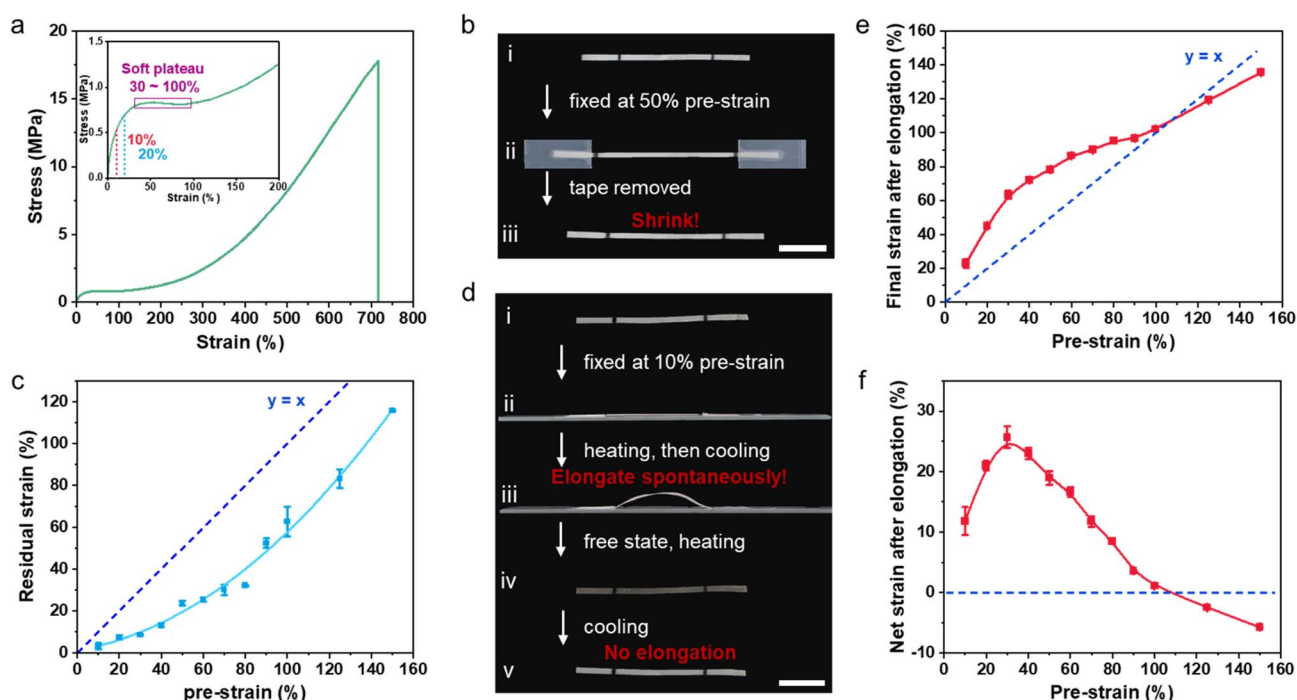 a
Stress (MPa)
20
15
10
5
0
0 100 200 300 400 500 600 700 800
Strain (%)
Stress (MPa)
1.5
1.0
0.5
0.0
0 50 100 150 200
Strain (%)
Soft plateau
30 ~ 100%
10%
20%
b
i
fixed at 50% pre-strain
ii
tape removed
Shrink!
iii
c
Residual strain (%)
120
100
80
60
40
20
0
0 20 40 60 80 100 120 140 160
pre-strain (%)
y = x
d
i
fixed at 10% pre-strain
ii
heating, then cooling
Elongate spontaneously!
iii
free state, heating
iv
cooling
No elongation
v
e
Final strain after elongation (%)
160
140
120
100
80
60
40
20
0
0 20 40 60 80 100 120 140 160
Pre-strain (%)
y = x
f
Net strain after elongation (%)
30
20
10
0
-10
0 20 40 60 80 100 120 140 160
Pre-strain (%)